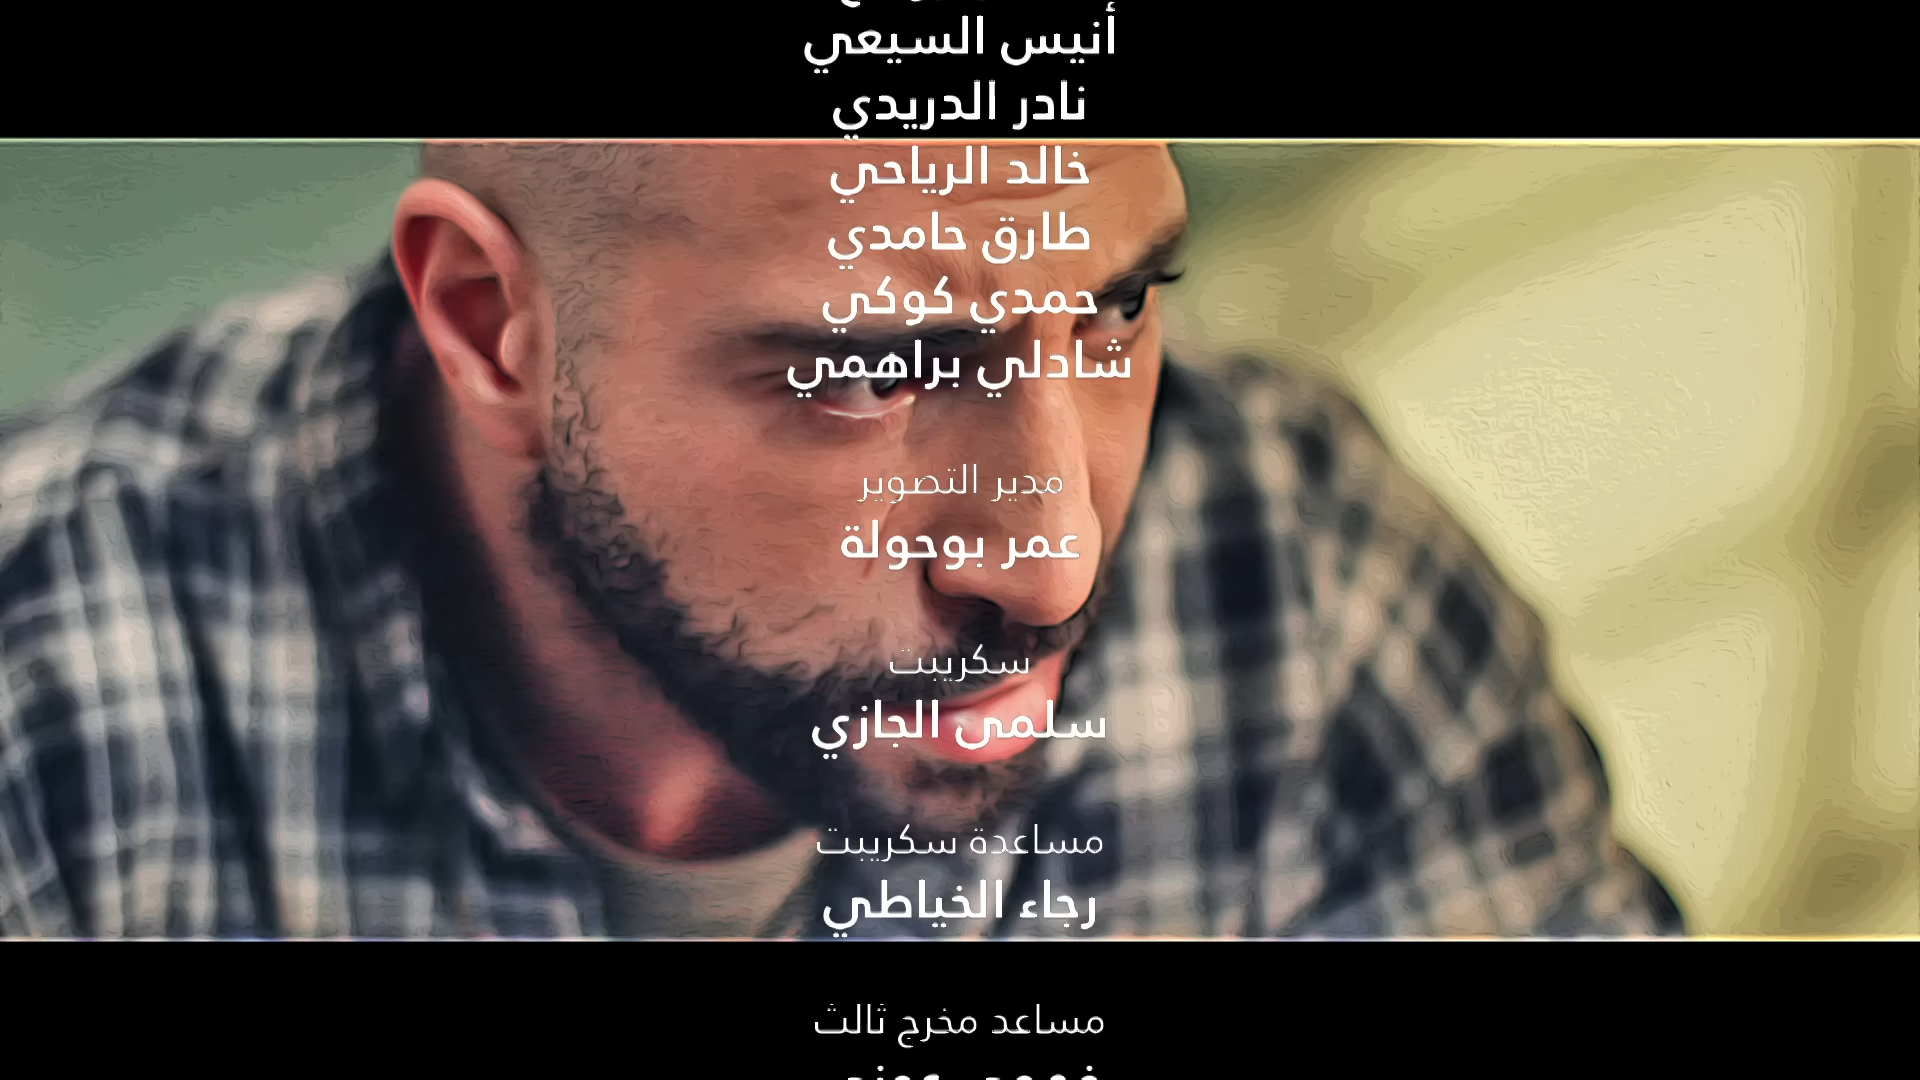 أنيس السيعي
نادر الدريدي
خالد الرياحي
طارق حامدي
حمدي كوكي
شادلي براهمي
مدير التصوير
عمر بوحولة
سكريبت
سلمى الجازي
مساعدة سكريبت
رجاء الخياطي
مساعد مخرج ثالث